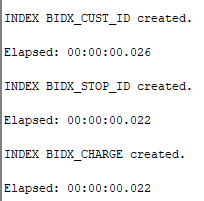 INDEX BIDX_CUST_ID created.
Elapsed: 00:00:00.026
INDEX BIDX_STOP_ID created.
Elapsed: 00:00:00.022
INDEX BIDX_CHARGE created.
Elapsed: 00:00:00.022